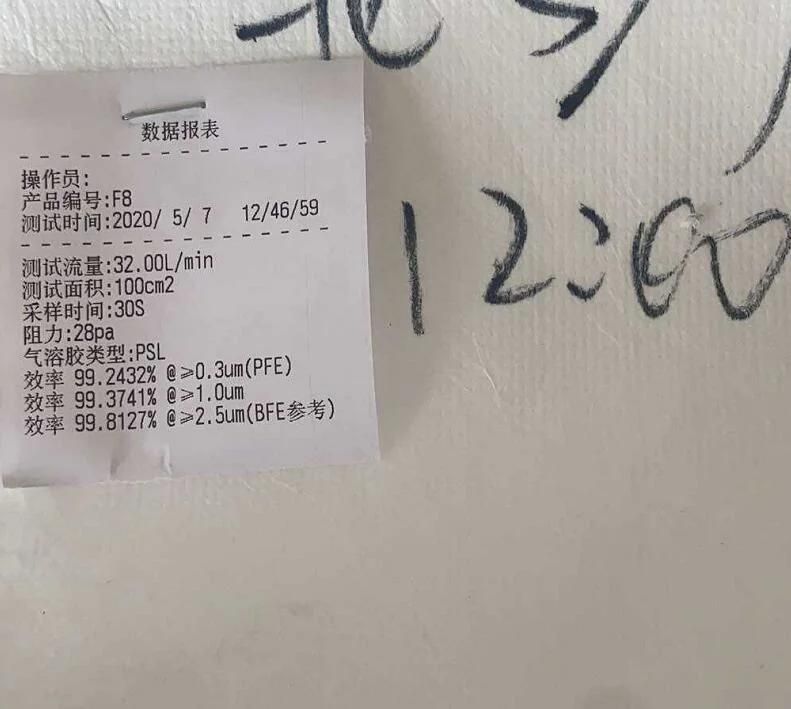 数据报表
操作员:
产品编号:F8
测试时间:2020/ 5/ 7 12/46/59
测试流量:32.00L/min
测试面积:100cm2
采样时间:30S
阻力:28pa
气溶胶类型:PSL
效率 99.2432% @≥0.3um(PFE)
效率 99.3741% @≥1.0um
效率 99.8127% @≥2.5um(BFE参考)
12:00